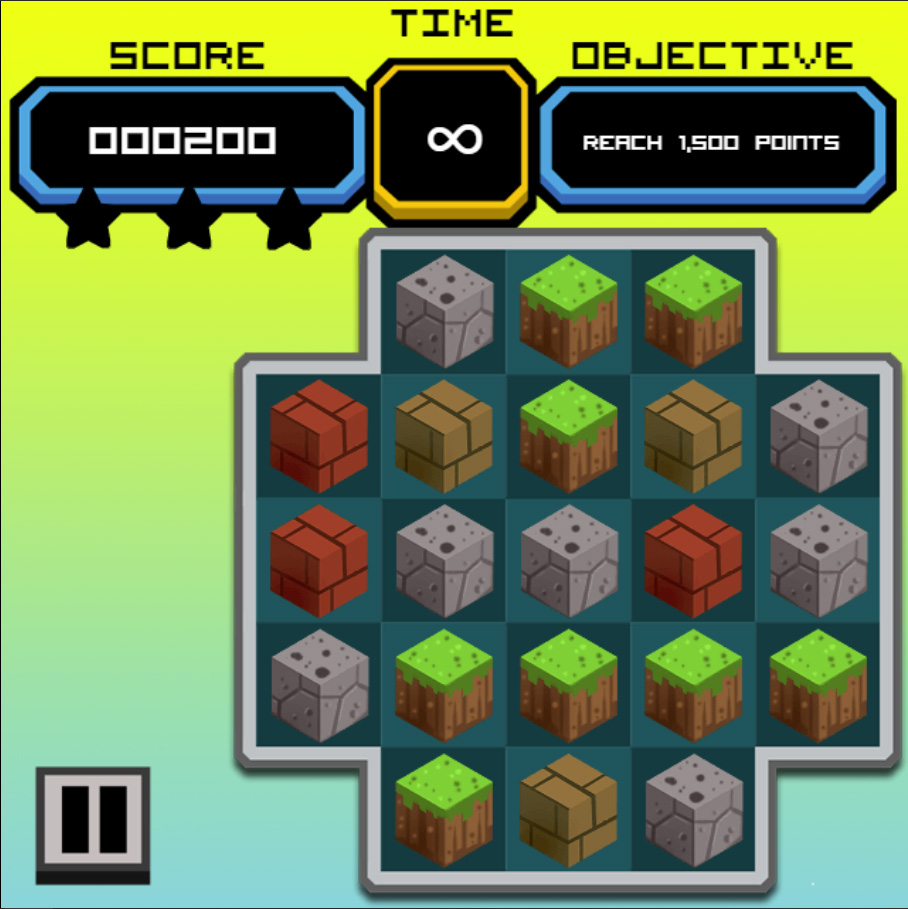 TIME
SCORE
OBJECTIVE
000200
∞
REACH 1,500 POINTS